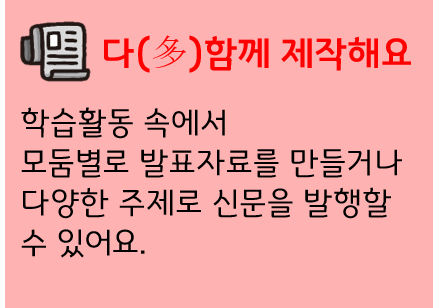 다(多)함께 제작해요
학습활동 속에서
모둠별로 발표자료를 만들거나
다양한 주제로 신문을 발행할
수 있어요.